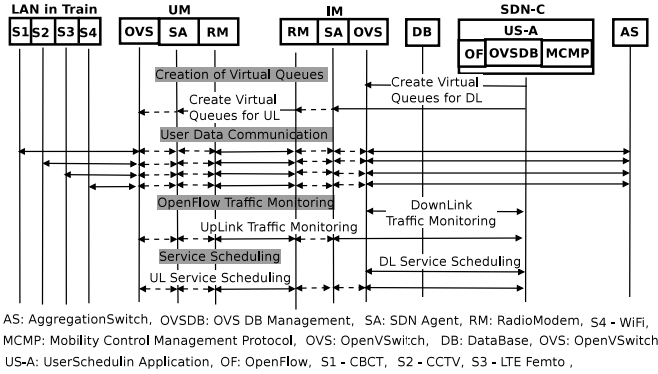 LAN in Train UM IM SDN-C
S1 S2 S3 S4 OVS SA RM RM SA OVS DB US-A AS
OF OVSDB MCMP
Creation of Virtual Queues
Create Virtual
Queues for DL
Create Virtual
Queues for UL
User Data Communication
OpenFlow Traffic Monitoring
DownLink
Traffic Monitoring
UpLink Traffic Monitoring
Service Scheduling
DL Service Scheduling
UL Service Scheduling
AS: AggregationSwitch, OVSDB: OVS DB Management, SA: SDN Agent, RM: RadioModem, S4 - WiFi,
MCMP: Mobility Control Management Protocol, OVS: OpenVSwitch, DB: DataBase, OVS: OpenVSwitch
US-A: UserSchedulin Application, OF: OpenFlow, S1 - CBCT, S2 - CCTV, S3 - LTE Femto ,